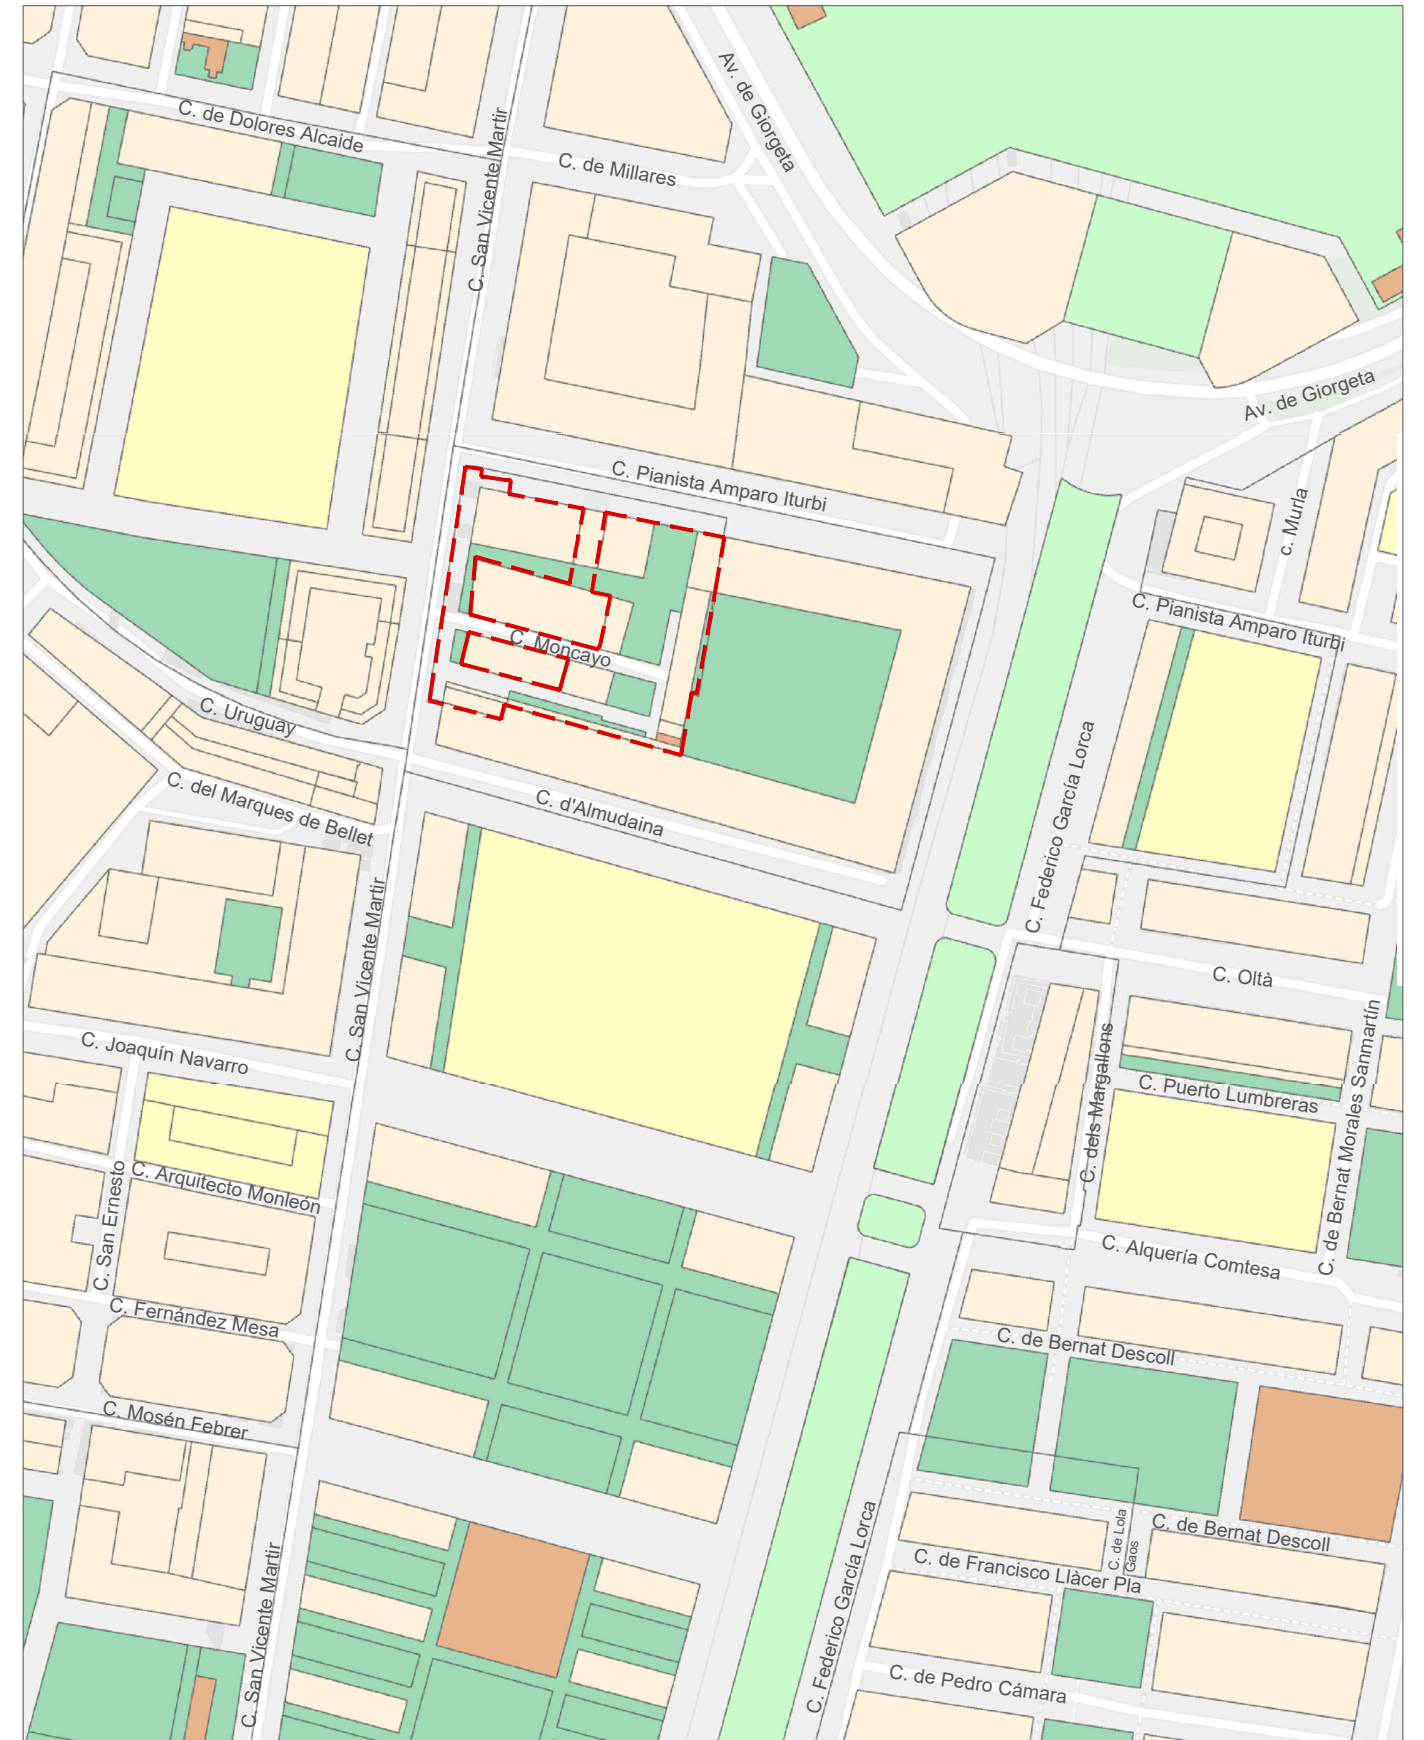 Av. de Giorgeta
C. de Dolores Alcaide
C. San Vicente Martir
C. de Millares
Av. de Giorgeta
C. Pianista Amparo Iturbi
c. Murla
C. Pianista Amparo Iturbi
C. Moncayo
C. Uruguay
C. del Marques de Bellet
C. d'Almudaina
C. Federico García Lorca
C. San Vicente Martir
C. Oltà
C. Joaquín Navarro
C. dels Margallons
C. Puerto Lumbreras
C. de Bernat Morales Sanmartín
C. Arquitecto Monleón
C. San Ernesto
C. Alquería Comtesa
C. Fernández Mesa
C. de Bernat Descoll
C. Mosén Febrer
C. de Lola
Gaos
C. de Bernat Descoll
C. de Francisco Llàcer Pla
C. San Vicente Martir
C. Federico García Lorca
C. de Pedro Cámara